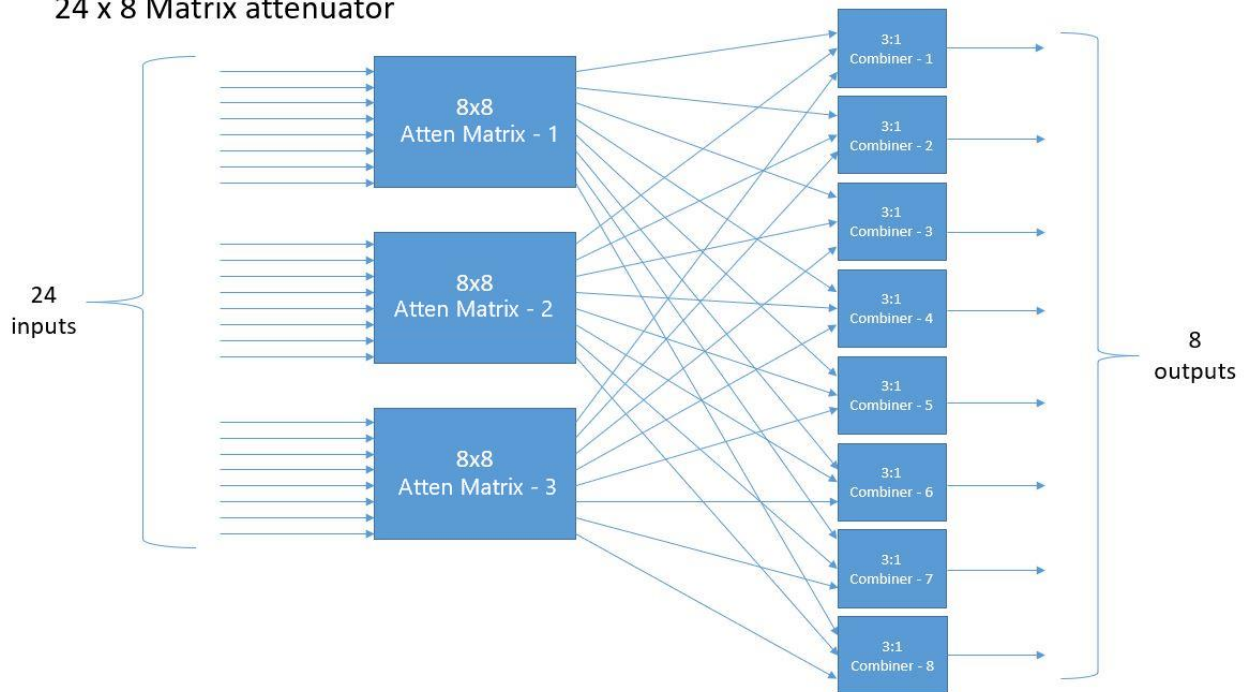 24 x 8 Matrix attenuator
24
inputs
8x8
Atten Matrix - 1
8x8
Atten Matrix - 2
8x8
Atten Matrix - 3
3:1
Combiner - 1
3:1
Combiner - 2
3:1
Combiner - 3
3:1
Combiner - 4
3:1
Combiner - 5
3:1
Combiner - 6
3:1
Combiner - 7
3:1
Combiner - 8
8
outputs